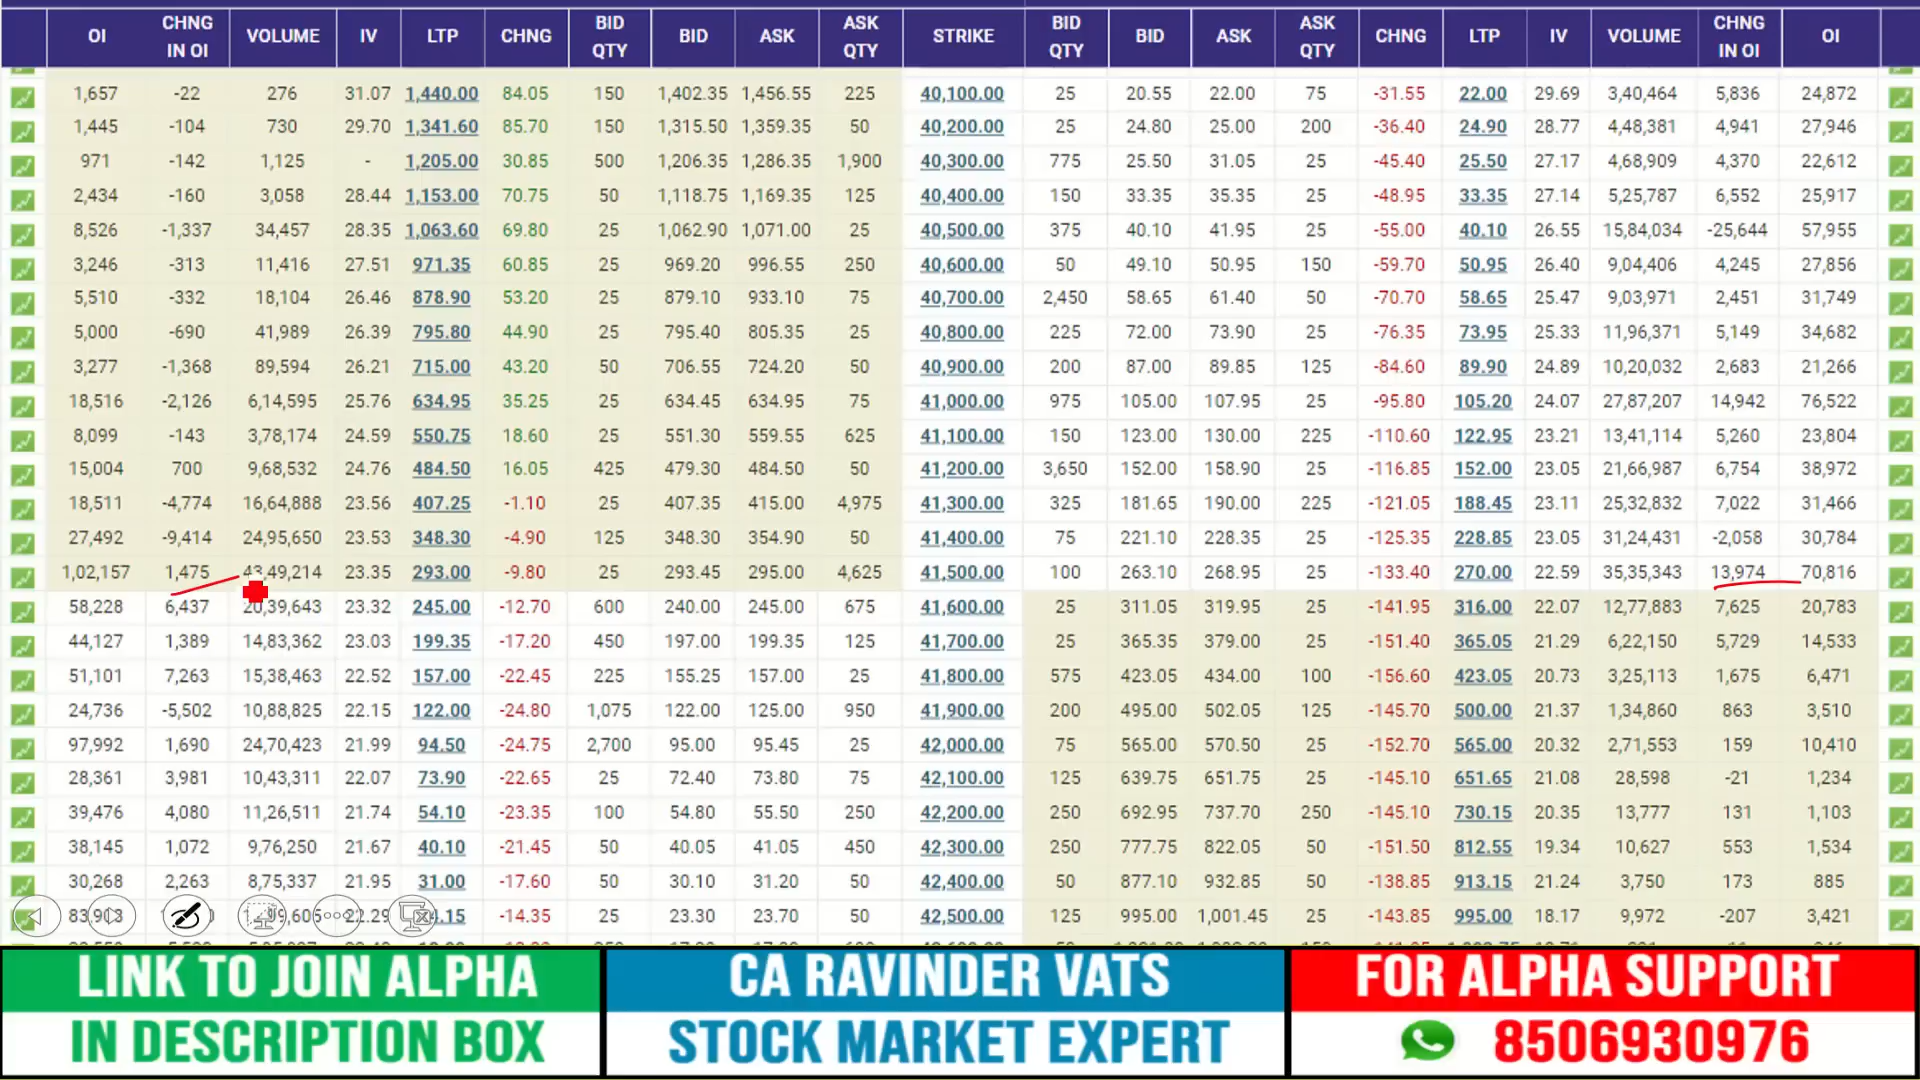 OI CHNG IN OI VOLUME IV LTP CHNG BID QTY BID ASK ASK QTY STRIKE BID QTY BID ASK ASK QTY CHNG LTP IV VOLUME CHNG IN OI OI
1,657 -22 276 31.07 1,440.00 84.05 150 1,402.35 1,456.55 225 40,100.00 25 20.55 22.00 75 -31.55 22.00 29.69 3,40,464 5,836 24,872
1,445 -104 730 29.70 1,341.60 85.70 150 1,315.50 1,359.35 50 40,200.00 25 24.80 25.00 200 -36.40 24.90 28.77 4,48,381 4,941 27,946
971 -142 1,125 - 1,205.00 30.85 500 1,206.35 1,286.35 1,900 40,300.00 775 25.50 31.05 25 -45.40 25.50 27.17 4,68,909 4,370 22,612
2,434 -160 3,058 28.44 1,153.00 70.75 50 1,118.75 1,169.35 125 40,400.00 150 33.35 35.35 25 -48.95 33.35 27.14 5,25,787 6,552 25,917
8,526 -1,337 34,457 28.35 1,063.60 69.80 50 1,062.90 1,071.00 25 40,500.00 375 40.10 41.95 25 -55.00 40.10 26.55 15,84,034 -25,644 57,955
3,246 -313 11,416 27.51 971.35 60.85 25 969.20 996.55 250 40,600.00 50 49.10 50.95 150 -59.70 50.95 26.40 9,04,406 4,245 27,856
5,510 -332 18,104 26.46 878.90 53.20 25 879.10 933.10 75 40,700.00 2,450 58.65 61.40 50 -70.70 58.65 25.47 9,03,971 2,451 31,749
5,000 -690 41,989 26.39 795.80 44.90 25 795.40 805.35 25 40,800.00 225 72.00 73.90 25 -76.35 73.95 25.33 11,96,371 5,149 34,682
3,277 -1,368 89,594 26.21 715.00 43.20 50 706.55 724.20 50 40,900.00 200 87.00 89.85 125 -84.60 89.90 24.89 10,20,032 2,683 21,266
18,516 -2,126 6,14,595 25.76 634.95 35.25 25 634.45 634.95 75 41,000.00 975 105.00 107.95 25 -95.80 105.20 24.07 27,87,207 14,942 76,522
8,099 -143 3,78,174 24.59 550.75 18.60 25 551.30 559.55 625 41,100.00 150 123.00 130.00 225 -110.60 122.95 23.21 13,41,114 5,260 23,804
15,004 700 9,68,532 24.76 484.50 16.05 425 479.30 484.50 50 41,200.00 3,650 152.00 158.90 25 -116.85 152.00 23.05 21,66,987 6,754 38,972
18,511 -4,774 16,64,888 23.56 407.25 -1.10 25 407.35 415.00 4,975 41,300.00 325 181.65 190.00 225 -121.05 188.45 23.11 25,32,832 7,022 31,466
27,492 -9,414 24,95,650 23.53 348.30 -4.90 125 348.30 354.90 50 41,400.00 75 221.10 228.35 25 -125.35 228.85 23.05 31,24,431 -2,058 30,784
1,02,157 1,475 43,49,214 23.35 293.00 -9.80 25 293.45 295.00 4,625 41,500.00 100 263.10 268.95 25 -133.40 270.00 22.59 35,35,343 13,974 70,816
58,228 6,437 20,39,643 23.32 245.00 -12.70 600 240.00 245.00 675 41,600.00 25 311.05 319.95 25 -141.95 316.00 22.07 12,77,883 7,625 20,783
44,127 1,389 14,83,362 23.03 199.35 -17.20 450 197.00 199.35 125 41,700.00 25 365.35 379.00 25 -151.40 365.05 21.29 6,22,150 5,729 14,533
51,101 7,263 15,38,463 22.52 157.00 -22.45 225 155.25 157.00 25 41,800.00 575 423.05 434.00 100 -156.60 423.05 20.73 3,25,113 1,675 6,471
24,736 -5,502 10,88,825 22.15 122.00 -24.80 1,075 122.00 125.00 950 41,900.00 200 495.00 502.05 125 -145.70 500.00 21.37 1,34,860 863 3,510
97,992 1,690 24,70,423 21.99 94.50 -24.75 2,700 95.00 95.45 25 42,000.00 75 565.00 570.50 25 -152.70 565.00 20.32 2,71,553 159 10,410
28,361 3,981 10,43,311 22.07 73.90 -22.65 25 72.40 73.80 75 42,100.00 125 639.75 651.75 25 -145.10 651.65 21.08 28,598 -21 1,234
39,476 4,080 11,26,511 21.74 54.10 -23.35 100 54.80 55.50 250 42,200.00 250 692.95 737.70 250 -145.10 730.15 20.35 13,777 131 1,103
38,145 1,072 9,76,250 21.67 40.10 -21.45 50 40.05 41.05 450 42,300.00 250 777.75 822.05 50 -151.50 812.55 19.34 10,627 553 1,534
30,268 2,263 8,75,337 21.95 31.00 -17.60 50 30.10 31.20 50 42,400.00 50 877.10 932.85 50 -138.85 913.15 21.24 3,750 173 885
-14.35 50 23.30 23.70 50 42,500.00 125 995.00 1,001.45 25 -143.85 995.00 18.17 9,972 -207 3,421
LINK TO JOIN ALPHA
IN DESCRIPTION BOX
CA RAVINDER VATS
STOCK MARKET EXPERT
FOR ALPHA SUPPORT
8506930976